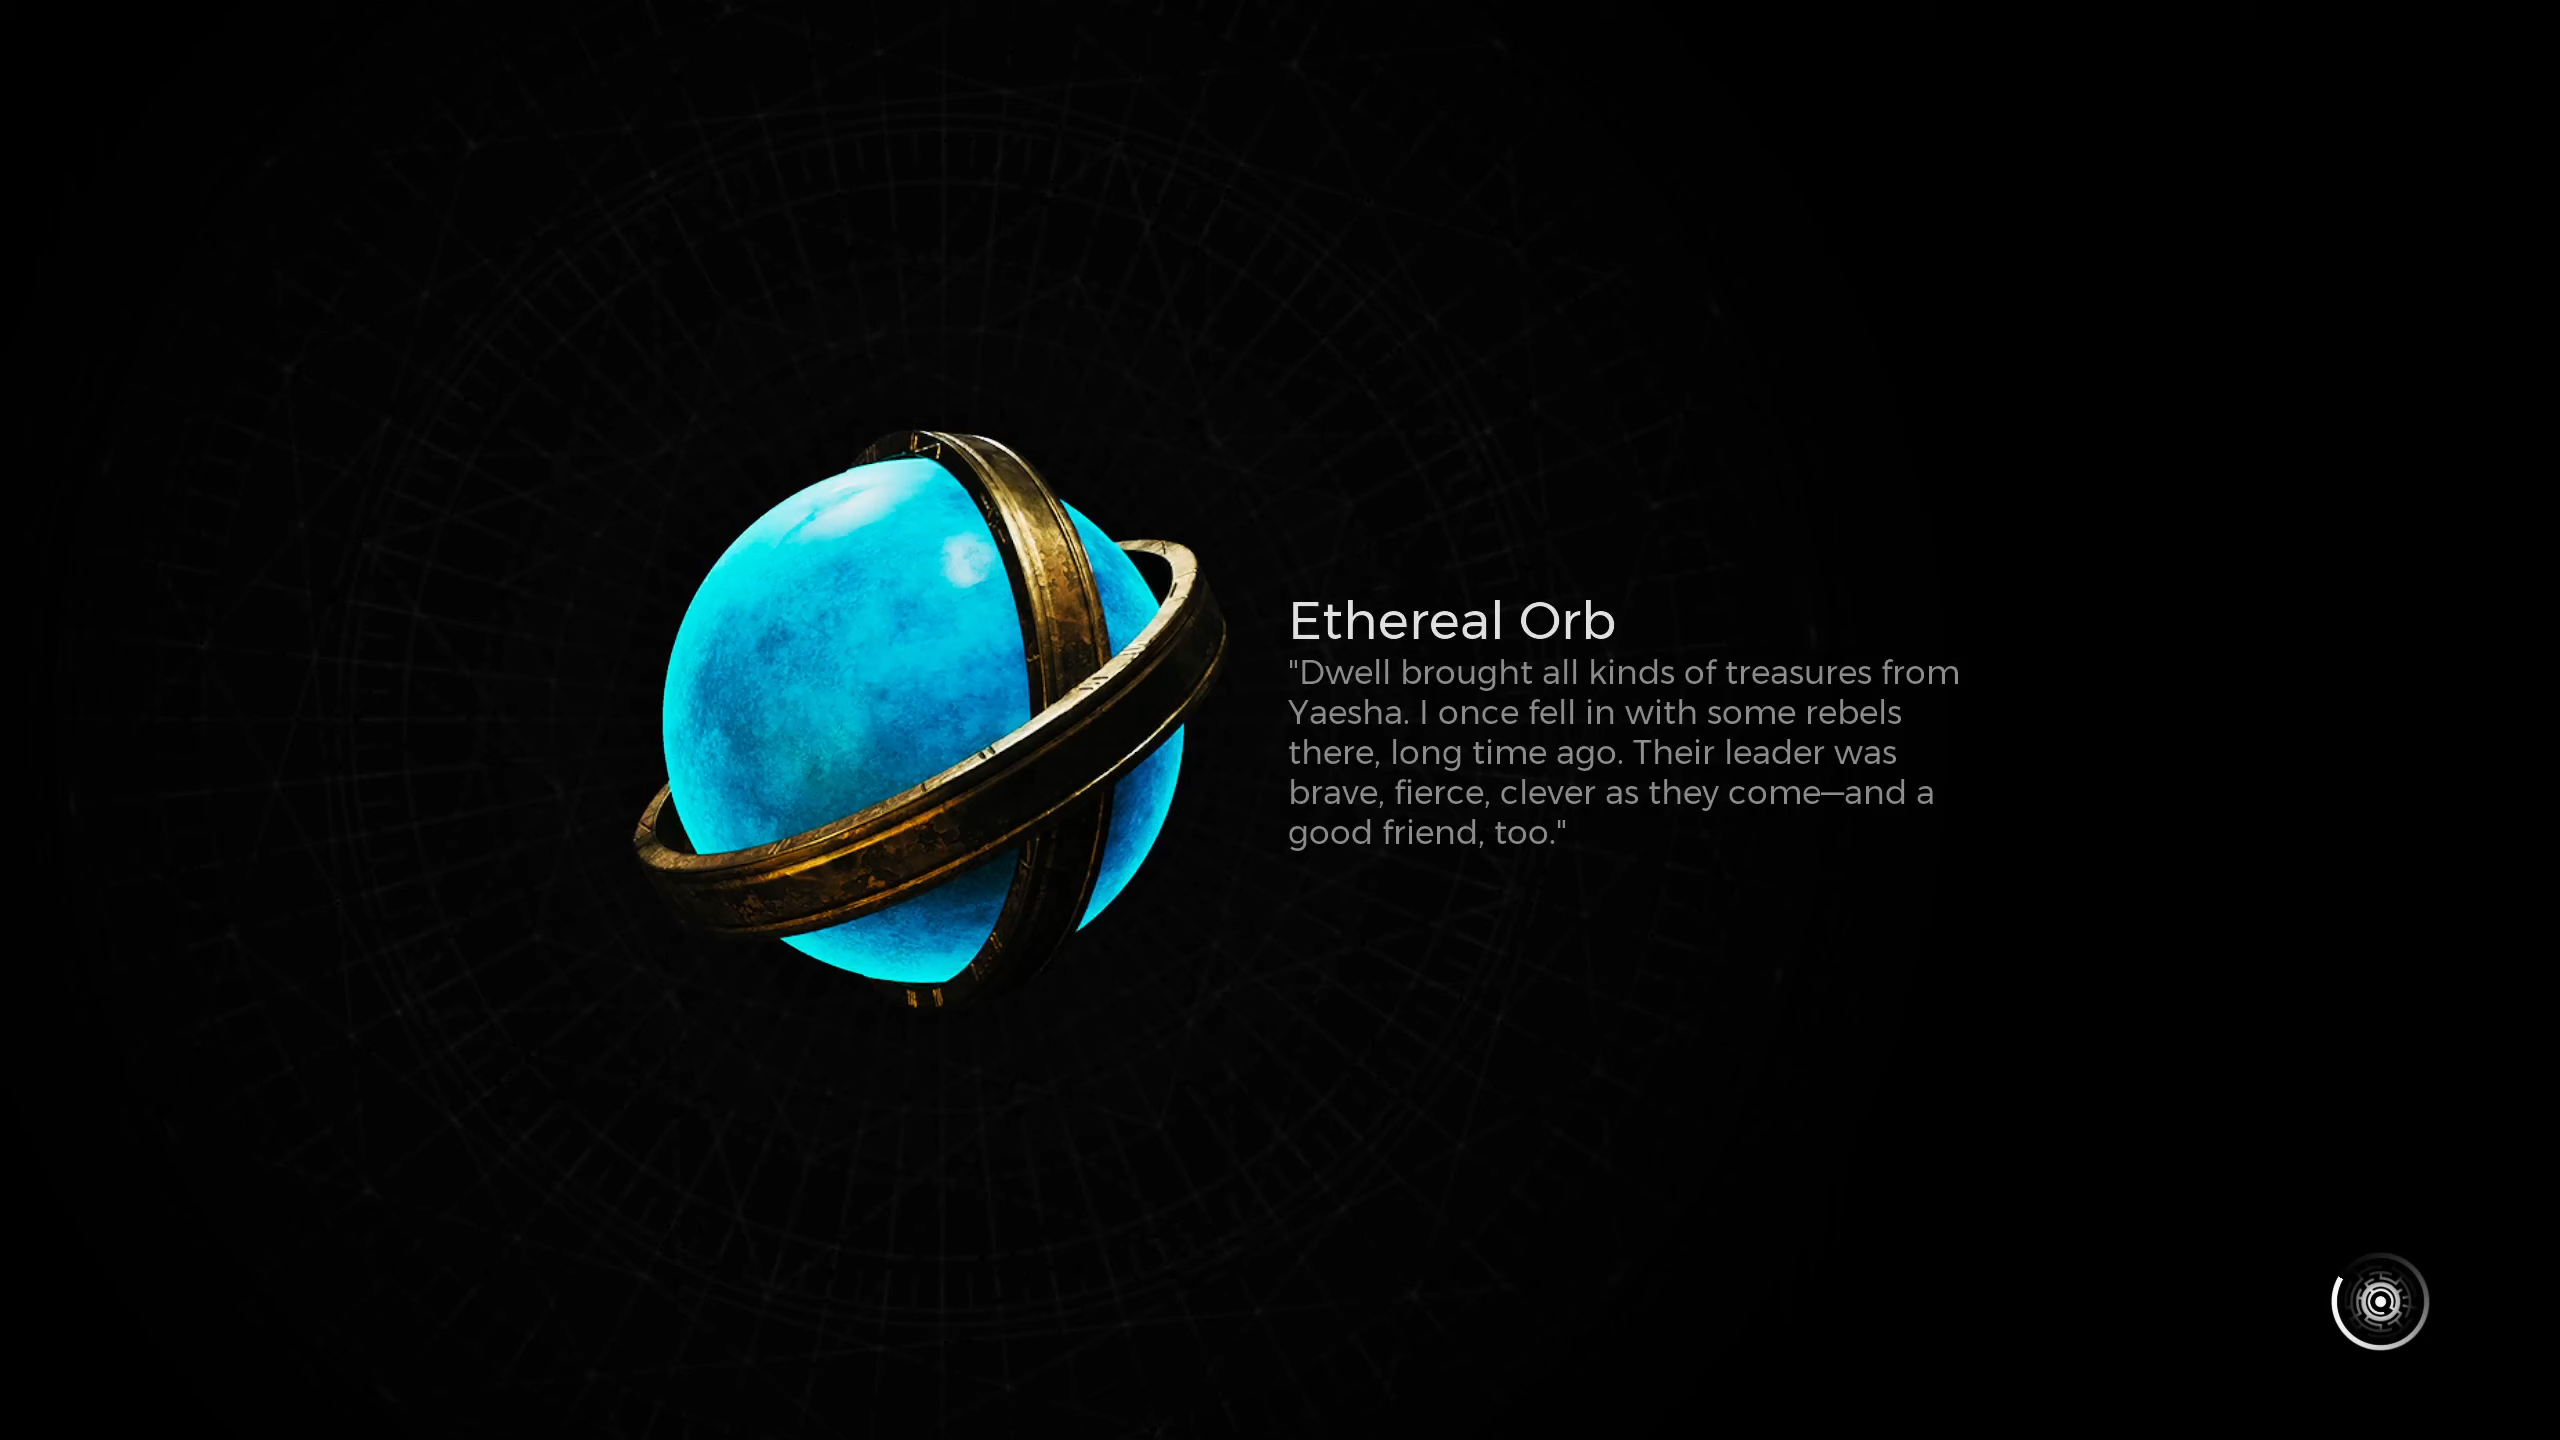 Ethereal Orb
"Dwell brought all kinds of treasures from
Yaesha. I once fell in with some rebels
there, long time ago. Their leader was
brave, fierce, clever as they come—and a
good friend, too."